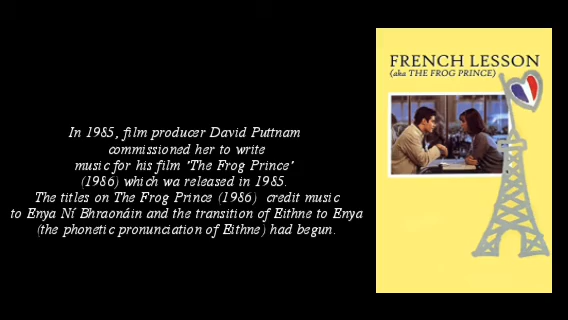 In 1985, film producer David Puttnam
commissioned her to write
music for his film 'The Frog Prince'
(1986) which wa released in 1985.
The titles on The Frog Prince (1986) credit music
to Enya Ní Bhraonáin and the transition of Eithne to Enya
(the phonetic pronunciation of Eithne) had begun.
FRENCH LESSON
(aka THE FROG PRINCE)